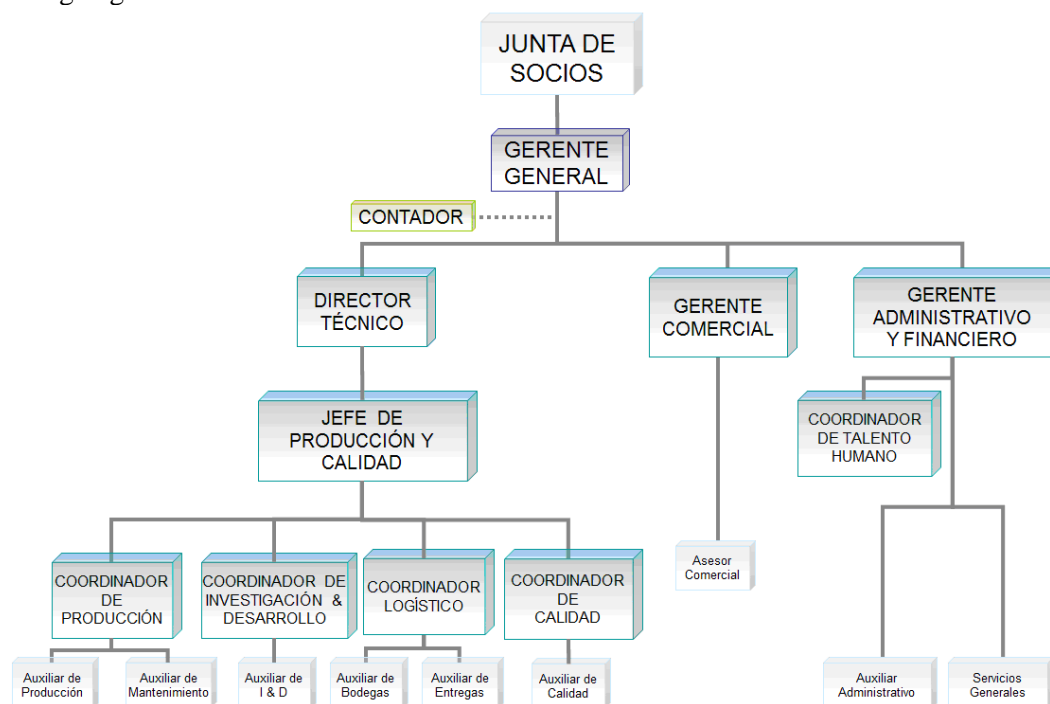 JUNTA DE
SOCIOS
GERENTE
GENERAL
CONTADOR
DIRECTOR
TÉCNICO
GERENTE
COMERCIAL
GERENTE
ADMINISTRATIVO
Y FINANCIERO
JEFE DE
PRODUCCIÓN Y
CALIDAD
COORDINADOR
DE TALENTO
HUMANO
COORDINADOR
DE
PRODUCCIÓN
COORDINADOR DE
INVESTIGACIÓN &
DESARROLLO
COORDINADOR
LOGÍSTICO
COORDINADOR
DE
CALIDAD
Asesor
Comercial
Auxiliar de
Producción
Auxiliar de
Mantenimiento
Auxiliar de
I & D
Auxiliar de
Bodegas
Auxiliar de
Entregas
Auxiliar de
Calidad
Auxiliar
Administrativo
Servicios
Generales